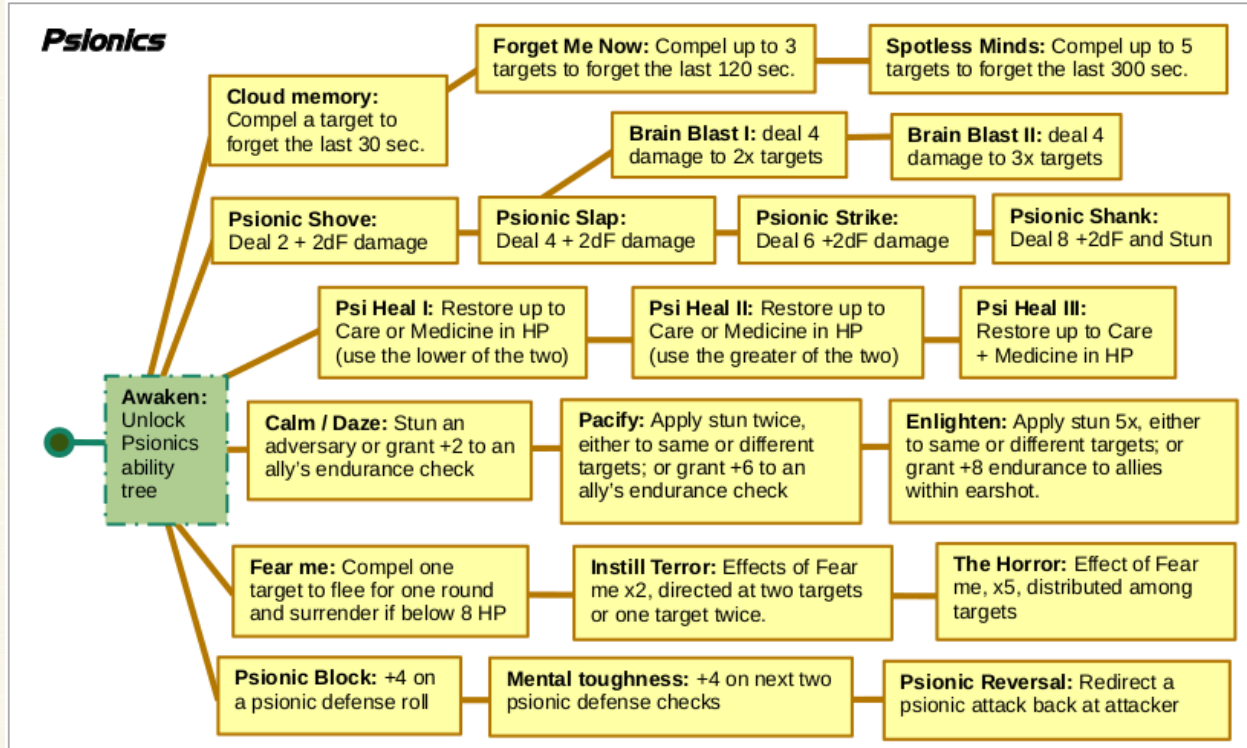 Psionics
Forget Me Now: Compel up to 3
targets to forget the last 120 sec.
Spotless Minds: Compel up to 5
targets to forget the last 300 sec.
Cloud memory:
Compel a target to
forget the last 30 sec.
Brain Blast I: deal 4
damage to 2x targets
Brain Blast II: deal 4
damage to 3x targets
Psionic Shove:
Deal 2 + 2dF damage
Psionic Slap:
Deal 4 + 2dF damage
Psionic Strike:
Deal 6 +2dF damage
Psionic Shank:
Deal 8 +2dF and Stun
Psi Heal I: Restore up to
Care or Medicine in HP
(use the lower of the two)
Psi Heal II: Restore up to
Care or Medicine in HP
(use the greater of the two)
Psi Heal III:
Restore up to Care
+ Medicine in HP
Awaken:
Unlock
Psionics
ability
tree
Calm / Daze: Stun an
adversary or grant +2 to an
ally's endurance check
Pacify: Apply stun twice,
either to same or different
targets; or grant +6 to an
ally's endurance check
Enlighten: Apply stun 5x, either
to same or different targets; or
grant +8 endurance to allies
within earshot.
Fear me: Compel one
target to flee for one round
and surrender if below 8 HP
Instill Terror: Effects of Fear
me x2, directed at two targets
or one target twice.
The Horror: Effect of Fear
me, x5, distributed among
targets
Psionic Block: +4 on
a psionic defense roll
Mental toughness: +4 on next two
psionic defense checks
Psionic Reversal: Redirect a
psionic attack back at attacker